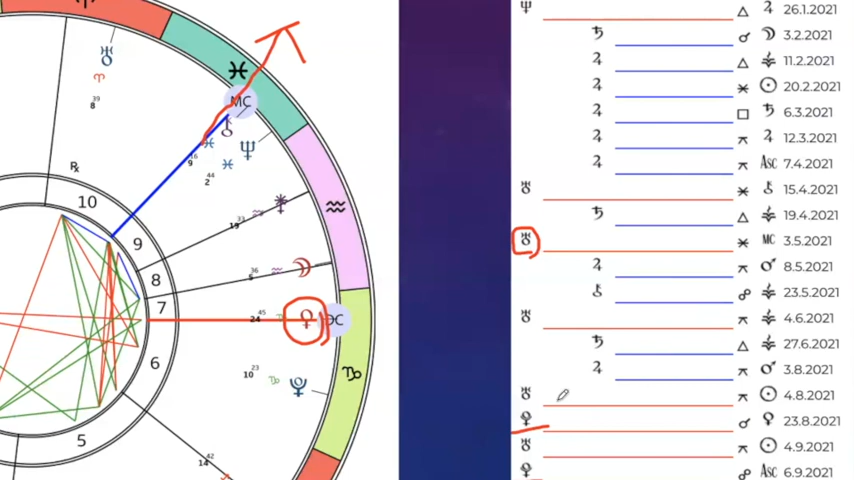 ♆ △ ♃ 26.1.2021
♄ ☌ ☽ 3.2.2021
♃ △ ⚶ 11.2.2021
♃ ⚹ ☉ 20.2.2021
♃ □ ♄ 6.3.2021
♃ ⚻ ♃ 12.3.2021
♃ ⚻ Asc 7.4.2021
♅ ⚹ ⚷ 15.4.2021
♄ △ ⚶ 19.4.2021
♅ ⚹ MC 3.5.2021
♃ ⚻ ♂ 8.5.2021
⚷ ☍ ⚶ 23.5.2021
♅ ⚻ ⚶ 4.6.2021
♄ △ ⚶ 27.6.2021
♃ ⚻ ♂ 3.8.2021
♅ ⚻ ☉ 4.8.2021
☌ ♀ 23.8.2021
♅ ⚻ ☉ 4.9.2021
☍ Asc 6.9.2021
♅
♈
39
8
♓
MC
⚷
♓
16
9
♆
♓
44
2
℞
10
9
8
7
6
5
♒
33
19
♒
☽
♒
36
5
♀
45
24
♑
23
10
♑
♇
42
14